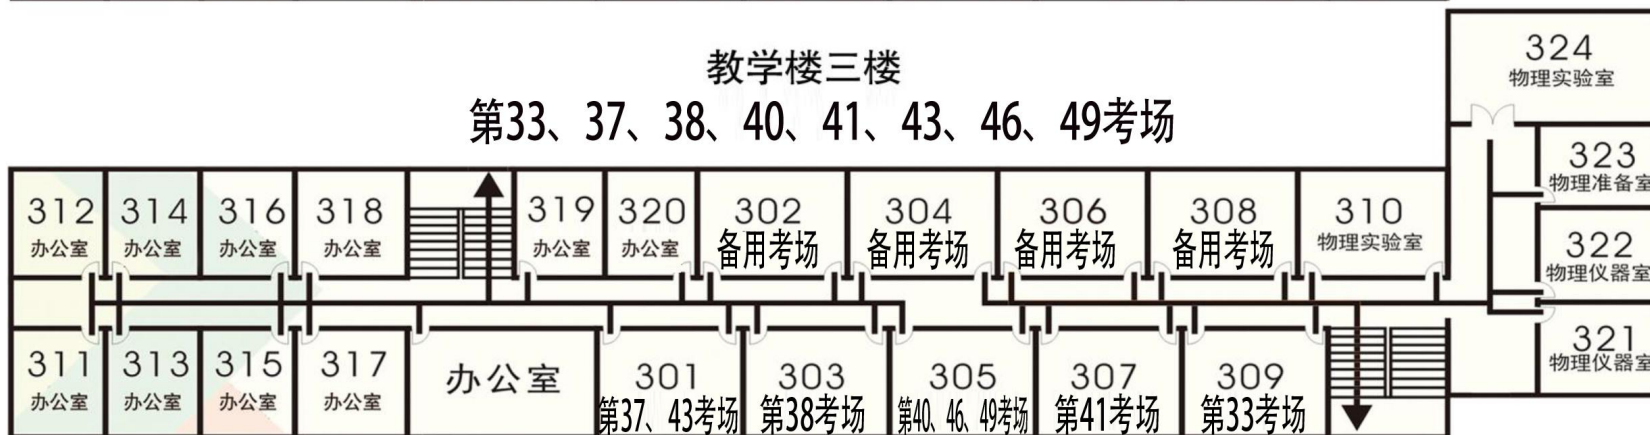 教学楼三楼
第33、37、38、40、41、43、46、49考场
324
物理实验室
323
物理准备室
322
物理仪器室
321
物理仪器室
312
办公室
314
办公室
316
办公室
318
办公室
319
办公室
320
办公室
302
备用考场
304
备用考场
306
备用考场
308
备用考场
310
物理实验室
311
办公室
313
办公室
315
办公室
317
办公室
办公室
301
第37、43考场
303
第38考场
305
第40、46、49考场
307
第41考场
309
第33考场